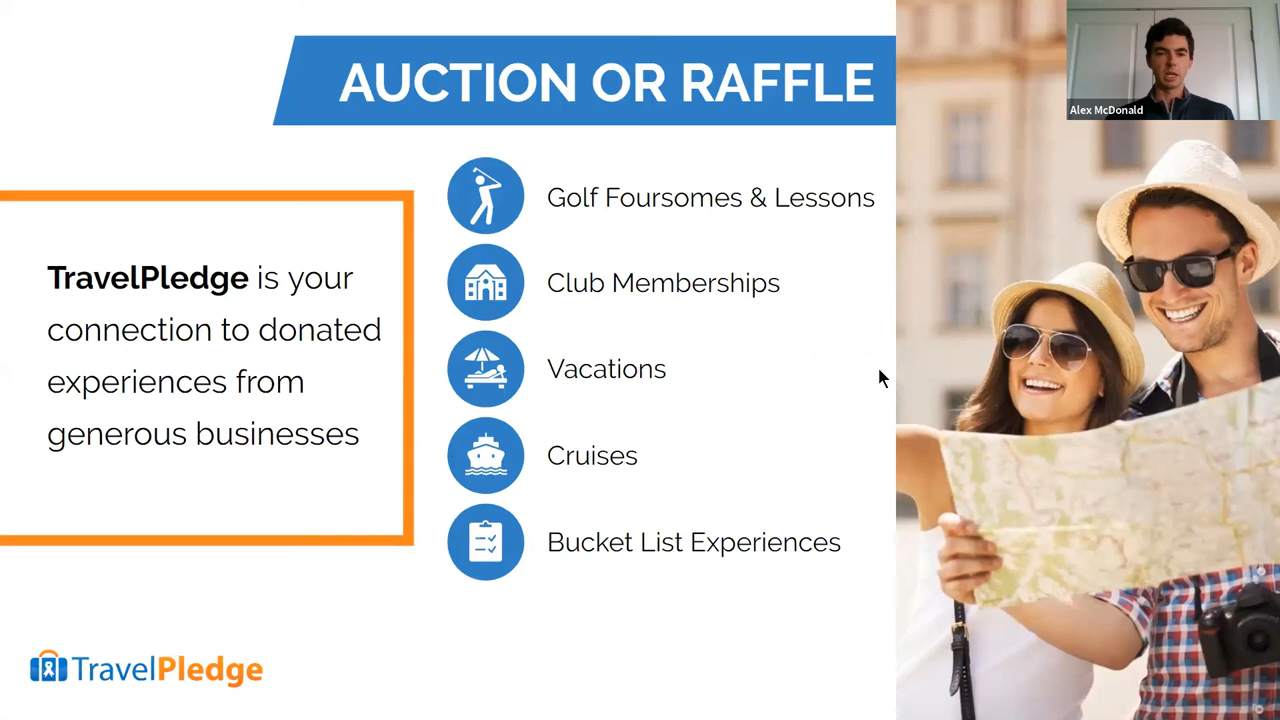 AUCTION OR RAFFLE
Alex McDonald
TravelPledge is your
connection to donated
experiences from
generous businesses
Golf Foursomes & Lessons
Club Memberships
Vacations
Cruises
Bucket List Experiences
TravelPledge